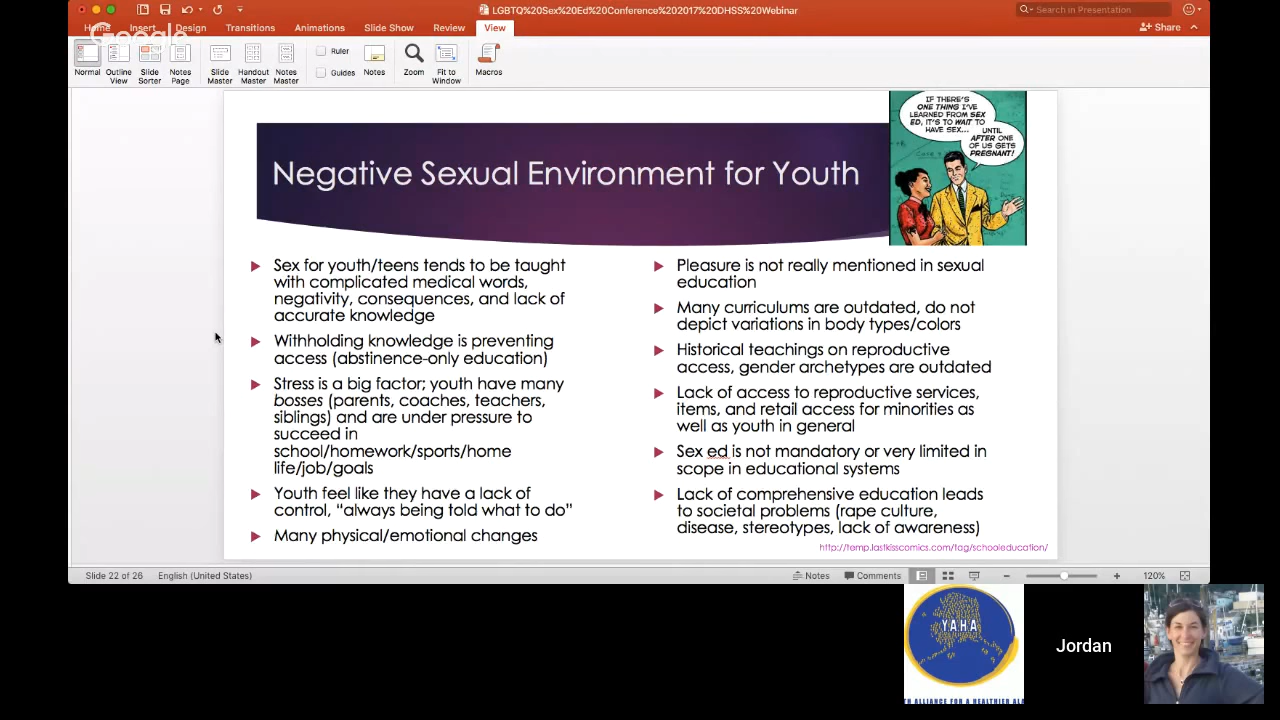 LGBTQ%20Sex%20Ed%20Conference%202017%20DHSS%20Webinar
Search in Presentation
Google
Home Insert Design Transitions Animations Slide Show Review View
Share
Normal
Outline View
Slide Sorter
Notes Page
Slide Master
Handout Master
Notes Master
Ruler
Guides
Notes
Zoom
Fit to Window
Macros
IF THERE'S
ONE THING I'VE
LEARNED FROM SEX
ED, IT'S TO WAIT TO
HAVE SEX...
UNTIL
AFTER ONE
OF US GETS
PREGNANT!
Negative Sexual Environment for Youth
Sex for youth/teens tends to be taught
with complicated medical words,
negativity, consequences, and lack of
accurate knowledge
Withholding knowledge is preventing
access (abstinence-only education)
Stress is a big factor; youth have many
bosses (parents, coaches, teachers,
siblings) and are under pressure to
succeed in
school/homework/sports/home
life/job/goals
Youth feel like they have a lack of
control, “always being told what to do”
Many physical/emotional changes
Pleasure is not really mentioned in sexual
education
Many curriculums are outdated, do not
depict variations in body types/colors
Historical teachings on reproductive
access, gender archetypes are outdated
Lack of access to reproductive services,
items, and retail access for minorities as
well as youth in general
Sex ed is not mandatory or very limited in
scope in educational systems
Lack of comprehensive education leads
to societal problems (rape culture,
disease, stereotypes, lack of awareness)
http://temp.lastkisscomics.com/tag/schooleducation/
Slide 22 of 26 English (United States)
Notes Comments 120%
YAHA
ALLIANCE FOR A HEALTHIER
Jordan